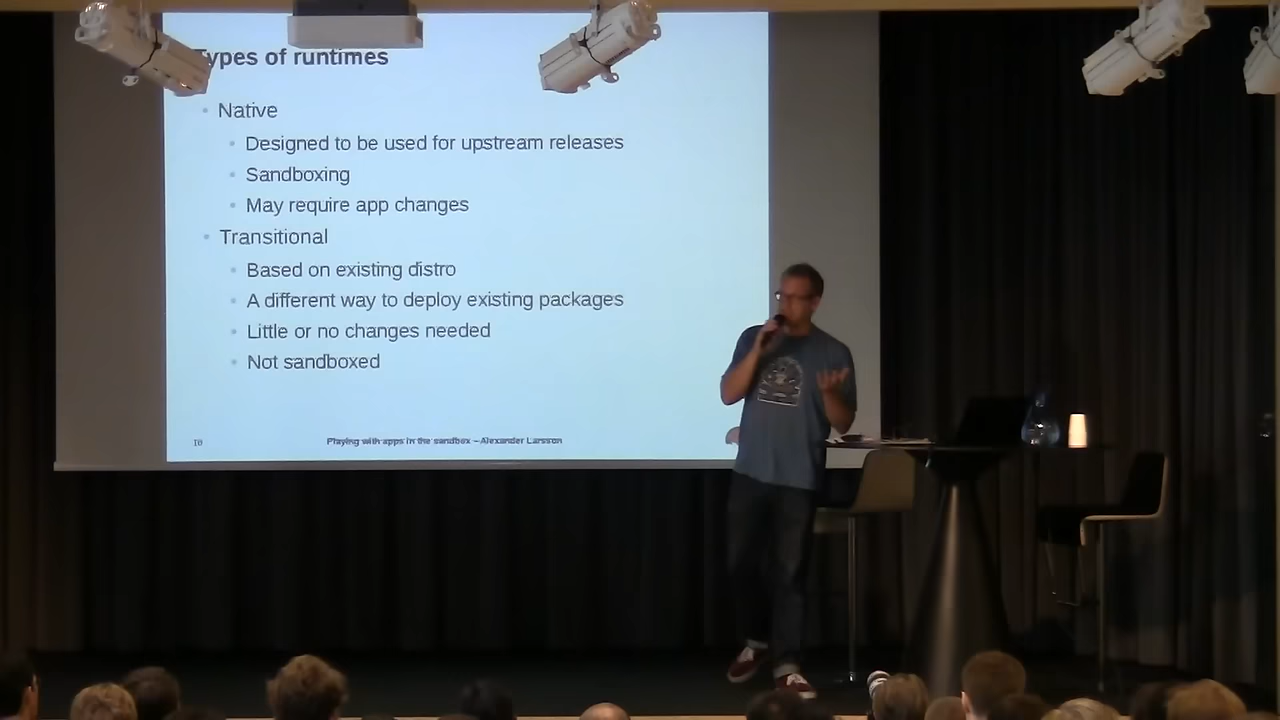 Types of runtimes
Native
Designed to be used for upstream releases
Sandboxing
May require app changes
Transitional
Based on existing distro
A different way to deploy existing packages
Little or no changes needed
Not sandboxed
10
Playing with apps in the sandbox – Alexander Larsson